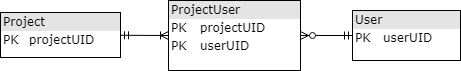 Project
PK projectUID
ProjectUser
PK projectUID
PK userUID
User
PK userUID